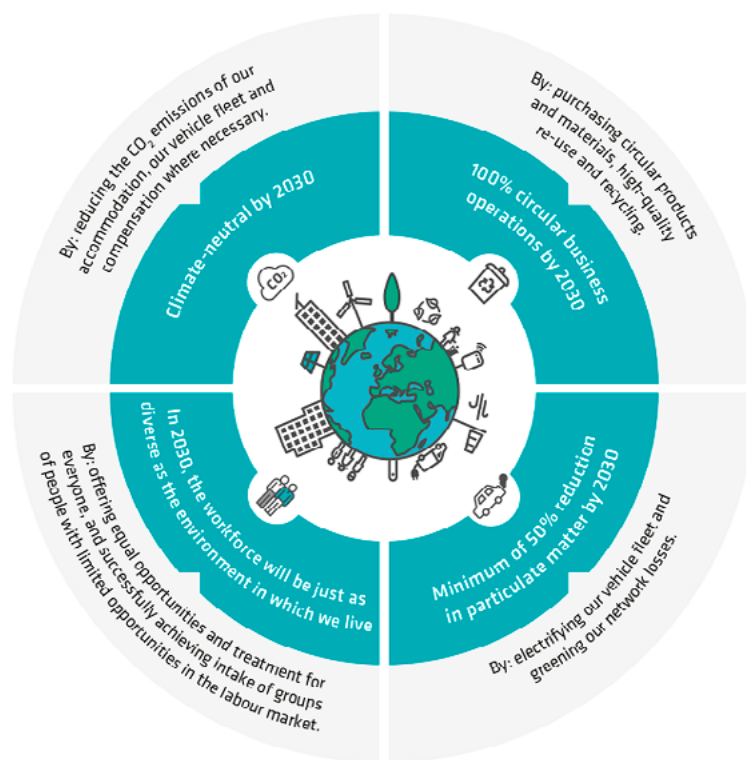 By: reducing the CO₂ emissions of our
accommodation, our vehicle fleet and
compensation where necessary.
Climate-neutral by 2030
CO₂
By: purchasing circular products
and materials, high-quality
re-use and recycling.
100% circular business
operations by 2030
In 2030, the workforce will be just as
diverse as the environment in which we live
By: offering equal opportunities and treatment for
everyone, and successfully achieving intake of groups
of people with limited opportunities in the labour market.
Minimum of 50% reduction
in particulate matter by 2030
By: electrifying our vehicle fleet and
greening our network losses.